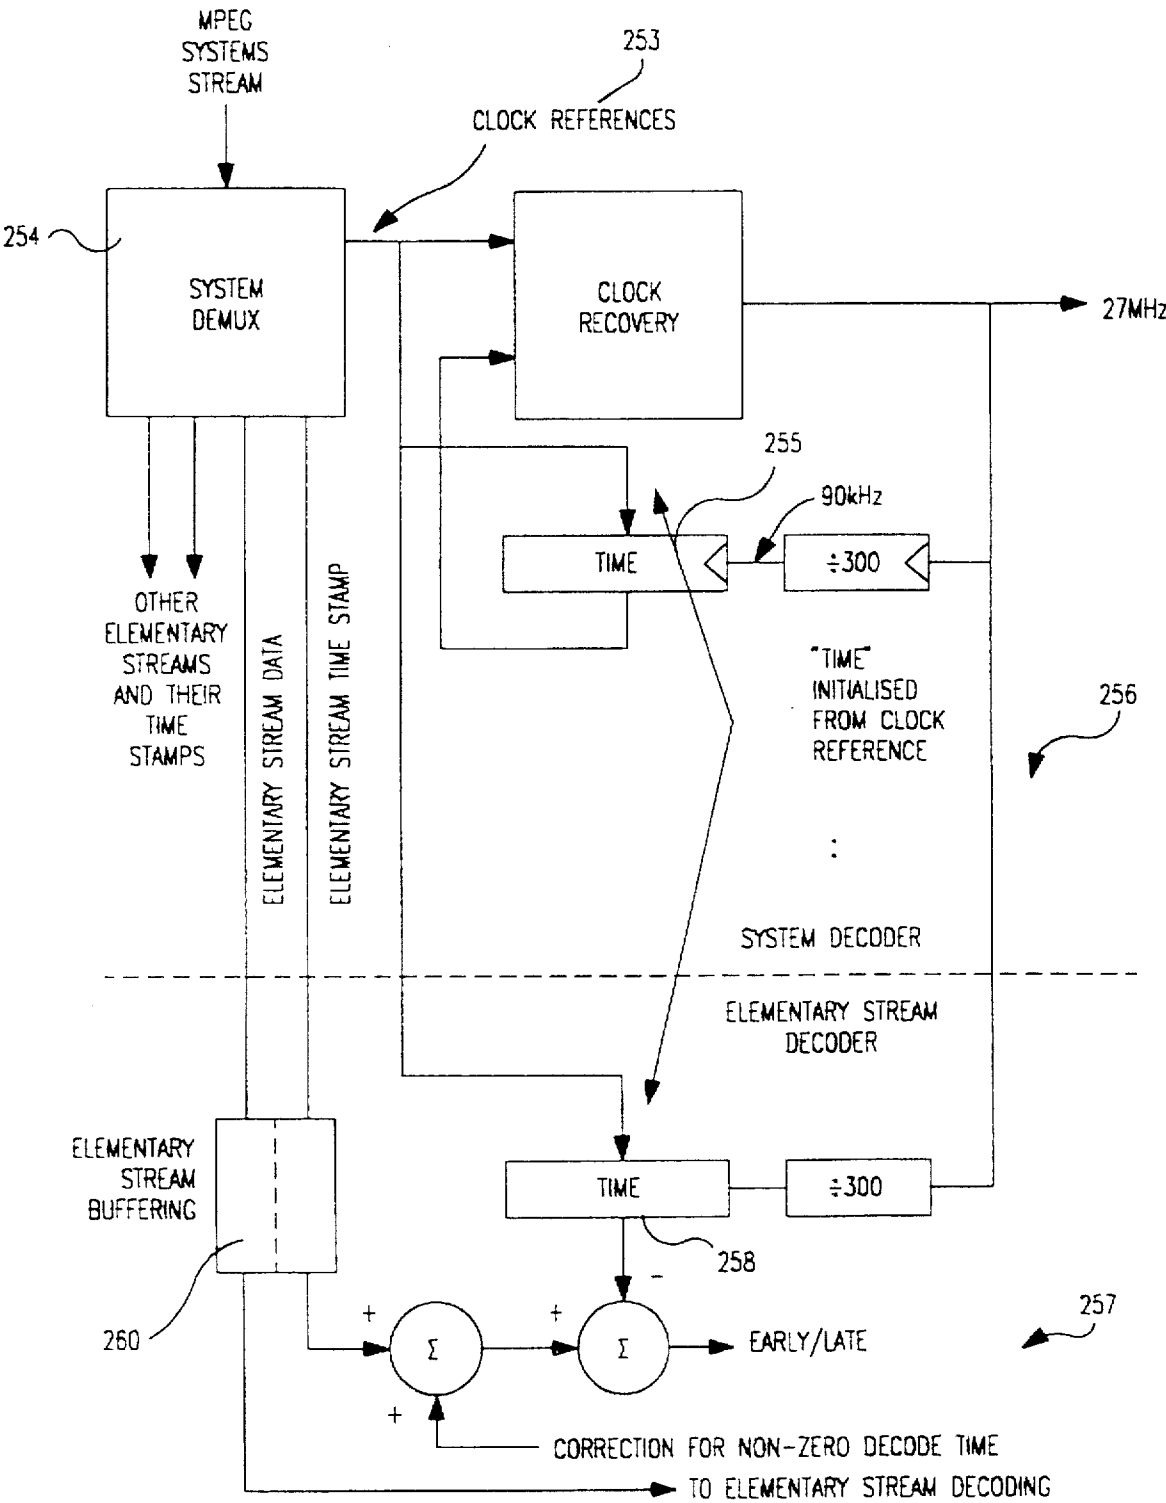 MPEG
SYSTEMS
STREAM
253
CLOCK REFERENCES
254
SYSTEM
DEMUX
CLOCK
RECOVERY
27MHz
255
90kHz
TIME
÷300
OTHER
ELEMENTARY
STREAMS
AND THEIR
TIME
STAMPS
ELEMENTARY STREAM DATA
ELEMENTARY STREAM TIME STAMP
"TIME"
INITIALISED
FROM CLOCK
REFERENCE
:
256
SYSTEM DECODER
ELEMENTARY STREAM
DECODER
ELEMENTARY
STREAM
BUFFERING
TIME
÷300
258
260
+
Σ
+
−
Σ
EARLY/LATE
257
+
CORRECTION FOR NON-ZERO DECODE TIME
TO ELEMENTARY STREAM DECODING